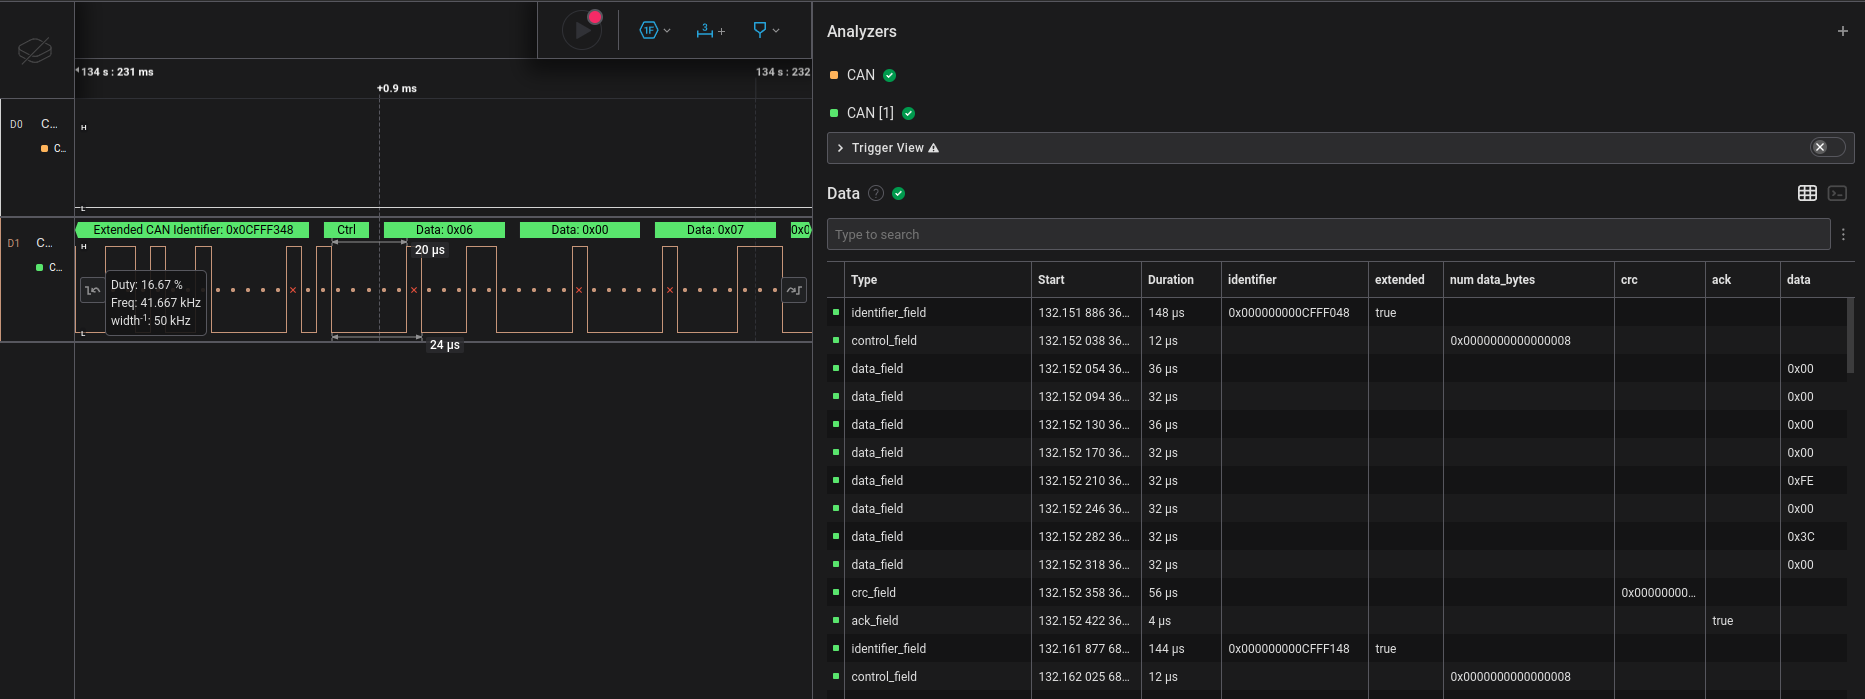 134 s : 231 ms
134 s : 232
+0.9 ms
1F
3
+
D0 C...
C..
H
L
D1 C...
C..
Extended CAN Identifier: 0x0CFFF348
Ctrl
Data: 0x06
Data: 0x00
Data: 0x07
0x0
H
20 µs
Duty: 16.67 %
Freq: 41.667 kHz
width-1: 50 kHz
L
24 µs
Analyzers
+
CAN
CAN [1]
Trigger View
Data ?
Type to search
Type Start Duration identifier extended num data_bytes crc ack data
identifier_field 132.151 886 36... 148 µs 0x000000000CFFF048 true
control_field 132.152 038 36... 12 µs 0x0000000000000008
data_field 132.152 054 36... 36 µs 0x00
data_field 132.152 094 36... 32 µs 0x00
data_field 132.152 130 36... 36 µs 0x00
data_field 132.152 170 36... 32 µs 0x00
data_field 132.152 210 36... 32 µs 0xFE
data_field 132.152 246 36... 32 µs 0x00
data_field 132.152 282 36... 32 µs 0x3C
data_field 132.152 318 36... 32 µs 0x00
crc_field 132.152 358 36... 56 µs 0x00000000...
ack_field 132.152 422 36... 4 µs true
identifier_field 132.161 877 68... 144 µs 0x000000000CFFF148 true
control_field 132.162 025 68... 12 µs 0x0000000000000008